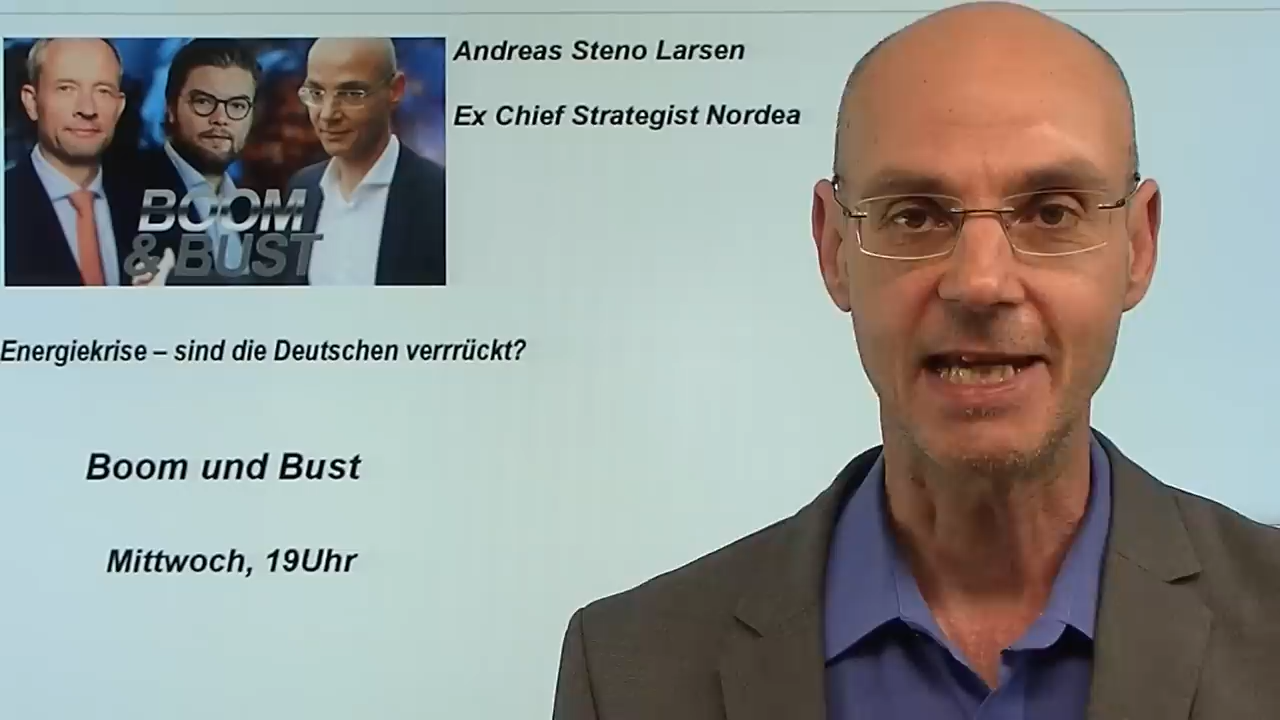 Andreas Steno Larsen
Ex Chief Strategist Nordea
BOOM
& BUST
Energiekrise – sind die Deutschen verrrückt?
Boom und Bust
Mittwoch, 19Uhr